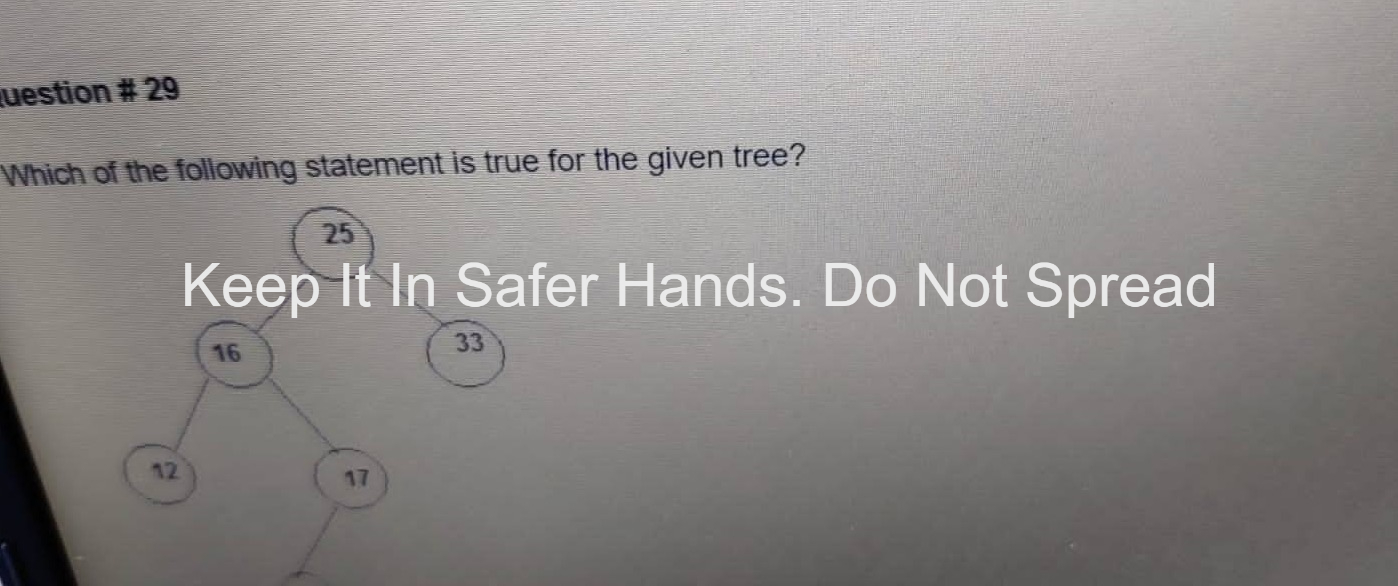 uestion # 29
Which of the following statement is true for the given tree?
25
Keep It In Safer Hands. Do Not Spread
16
33
12
17